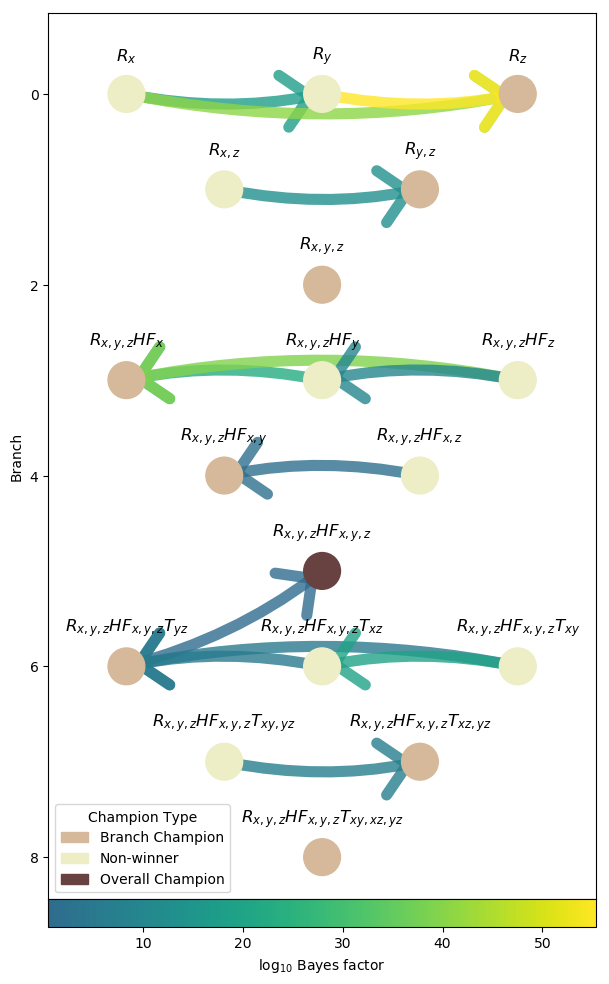 R_x R_y R_z
0
R_{x,z} R_{y,z}
R_{x,y,z}
2
R_{x,y,z}HF_x R_{x,y,z}HF_y R_{x,y,z}HF_z
R_{x,y,z}HF_{x,y} R_{x,y,z}HF_{x,z}
4
Branch
R_{x,y,z}HF_{x,y,z}
R_{x,y,z}HF_{x,y,z}T_{yz} R_{x,y,z}HF_{x,y,z}T_{xz} R_{x,y,z}HF_{x,y,z}T_{xy}
6
R_{x,y,z}HF_{x,y,z}T_{xy,yz} R_{x,y,z}HF_{x,y,z}T_{xz,yz}
R_{x,y,z}HF_{x,y,z}T_{xy,xz,yz}
8
Champion Type
Branch Champion
Non-winner
Overall Champion
10 20 30 40 50
log_{10} Bayes factor